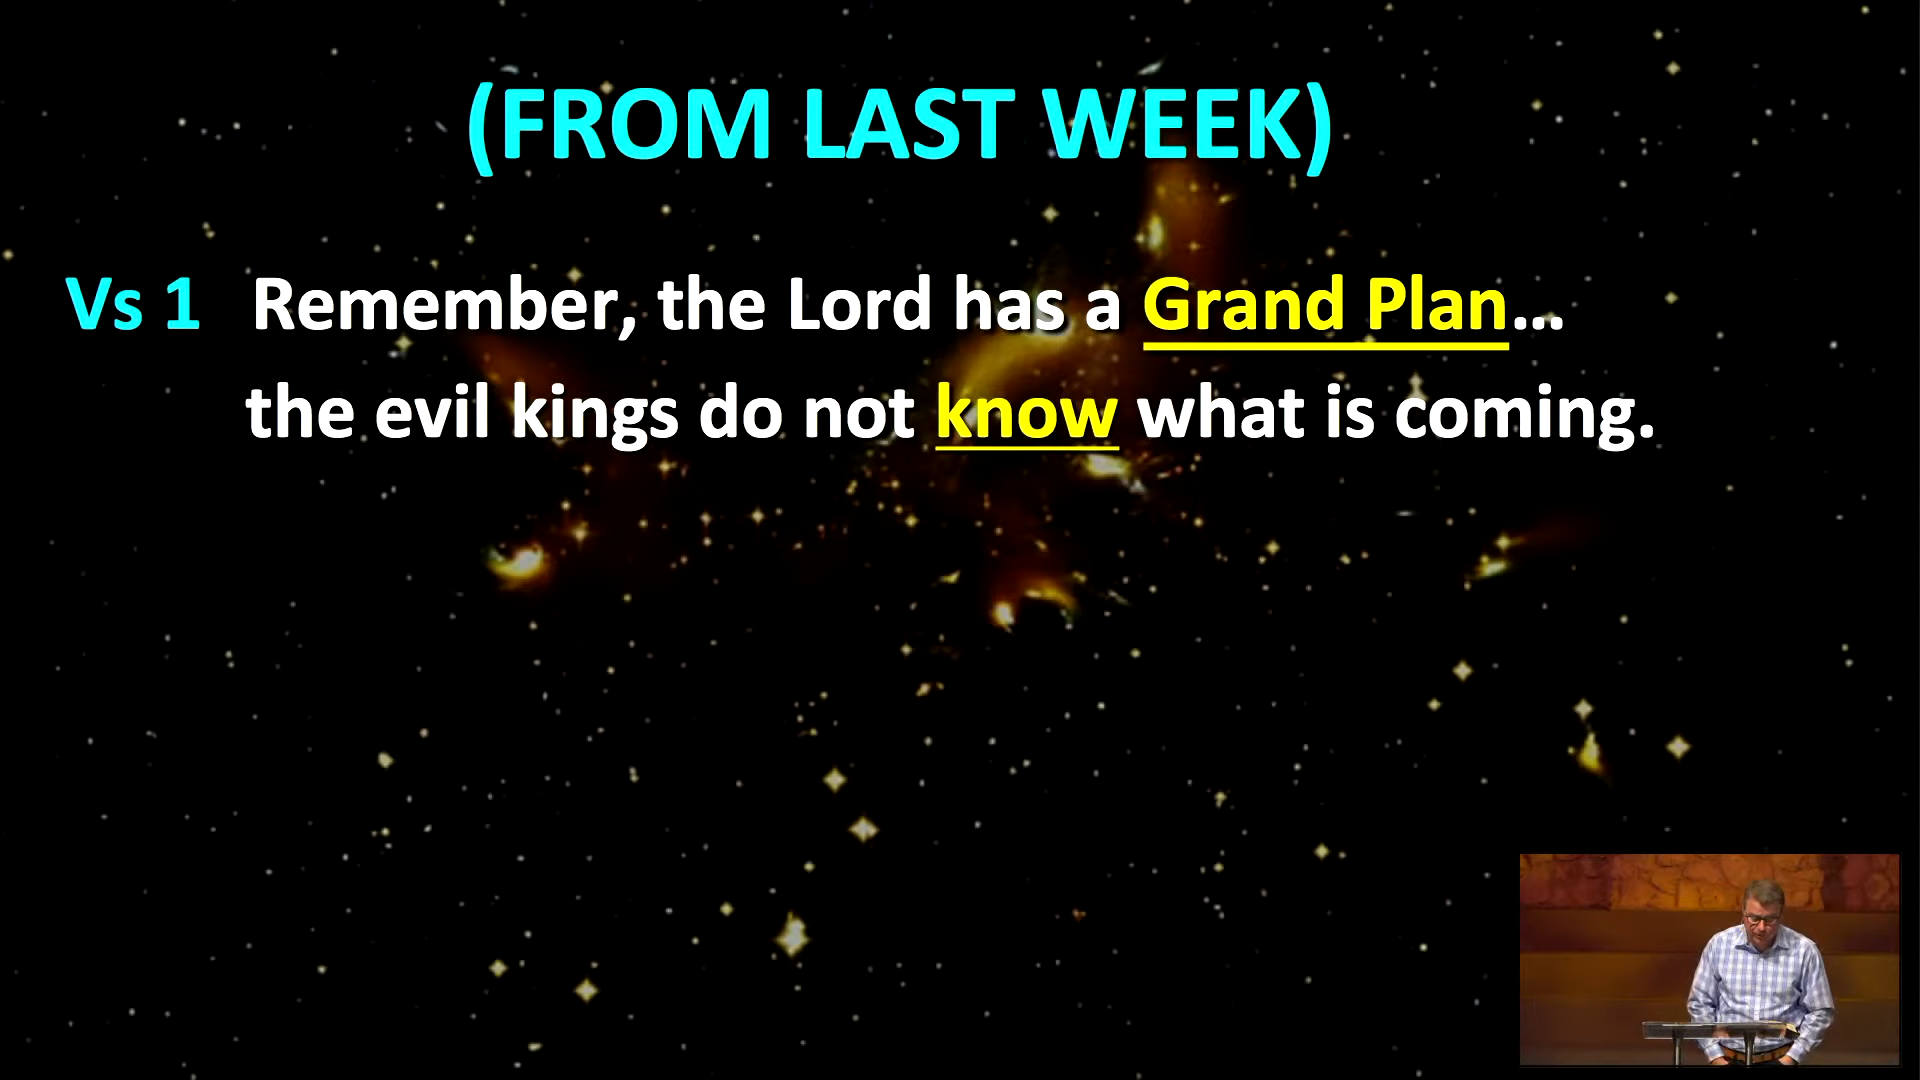 (FROM LAST WEEK)
Vs 1 Remember, the Lord has a Grand Plan...
the evil kings do not know what is coming.